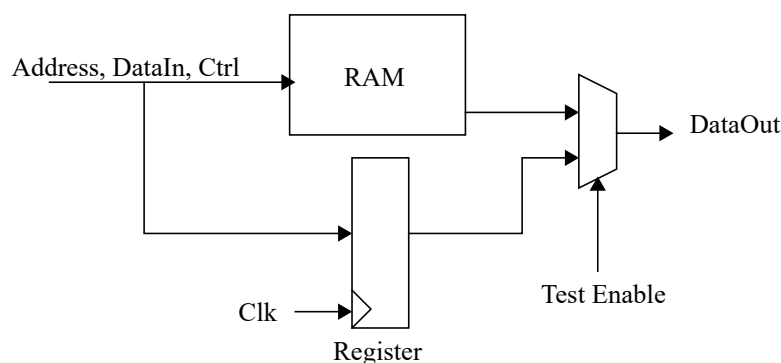 Address, DataIn, Ctrl
RAM
DataOut
Test Enable
Clk
Register